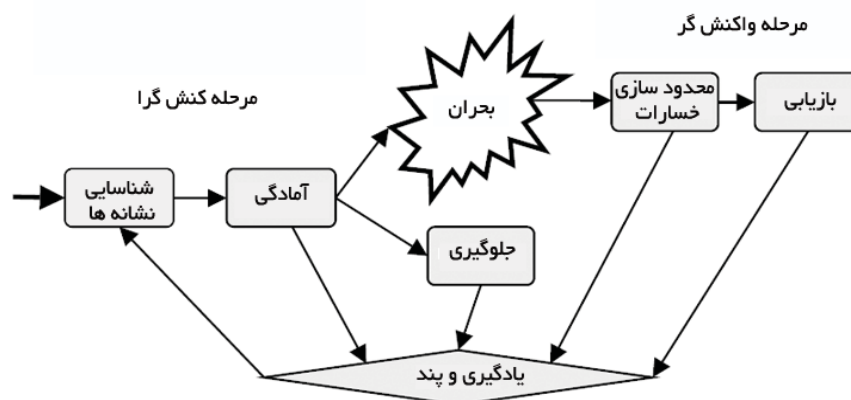 مرحله واکنش گر
مرحله کنش گرا
بحران
محدود سازی
خسارات
بازیابی
شناسایی
نشانه ها
آمادگی
جلوگیری
یادگیری و پند